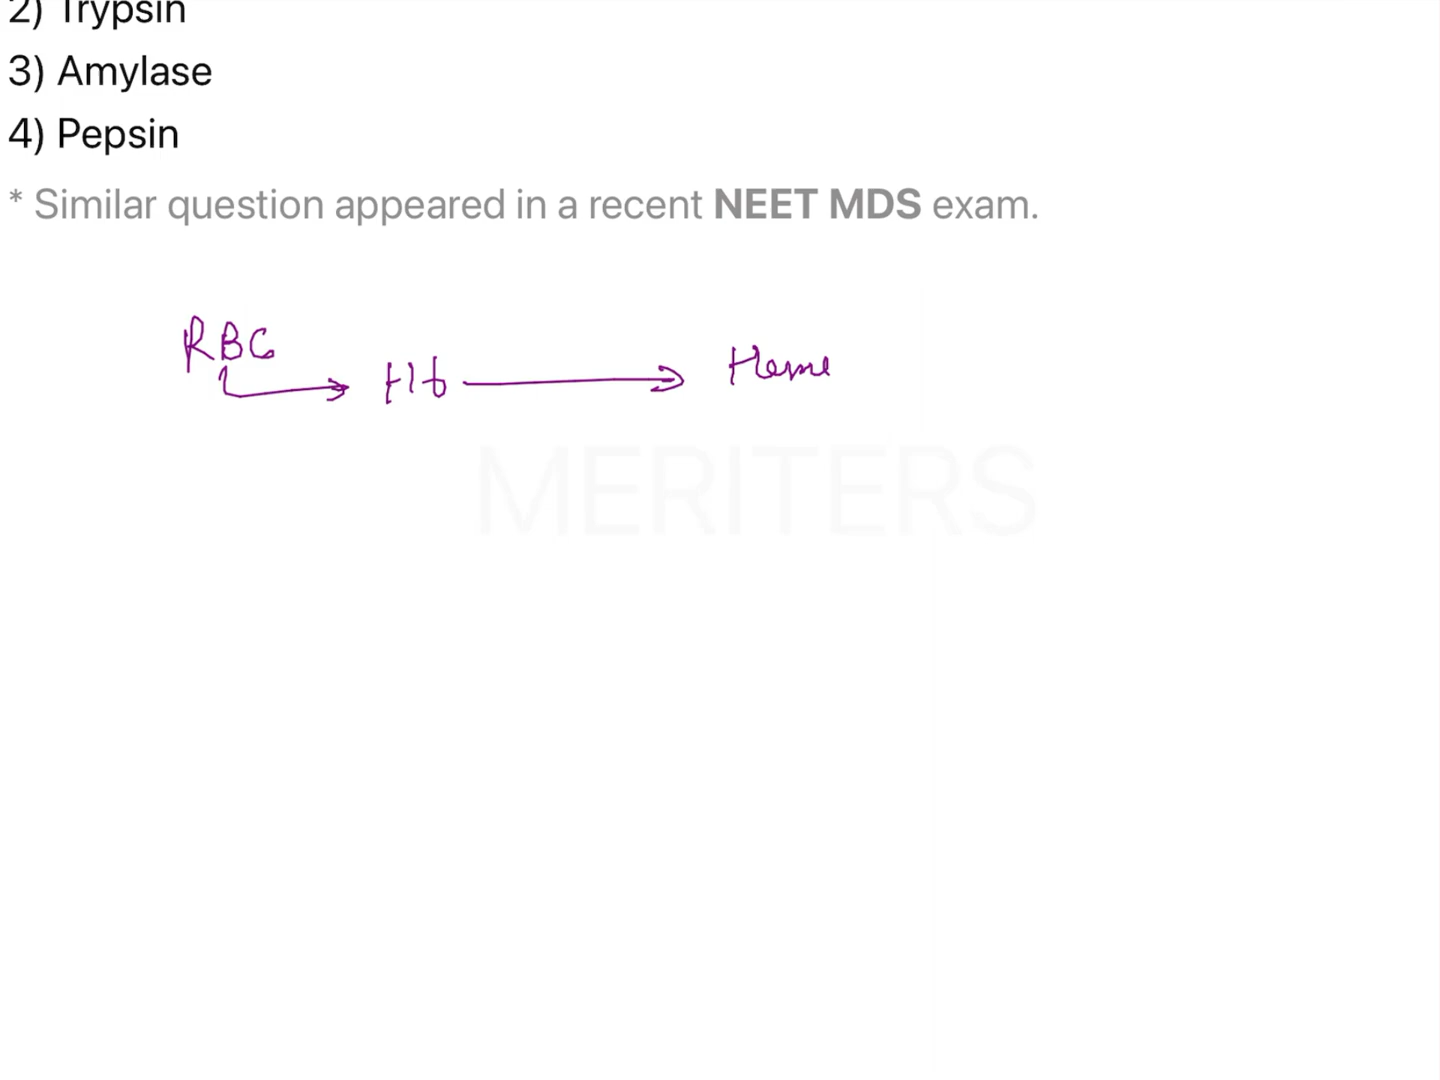 2) Trypsin
3) Amylase
4) Pepsin
* Similar question appeared in a recent NEET MDS exam.
RBC
Hb
Heme
MERITERS